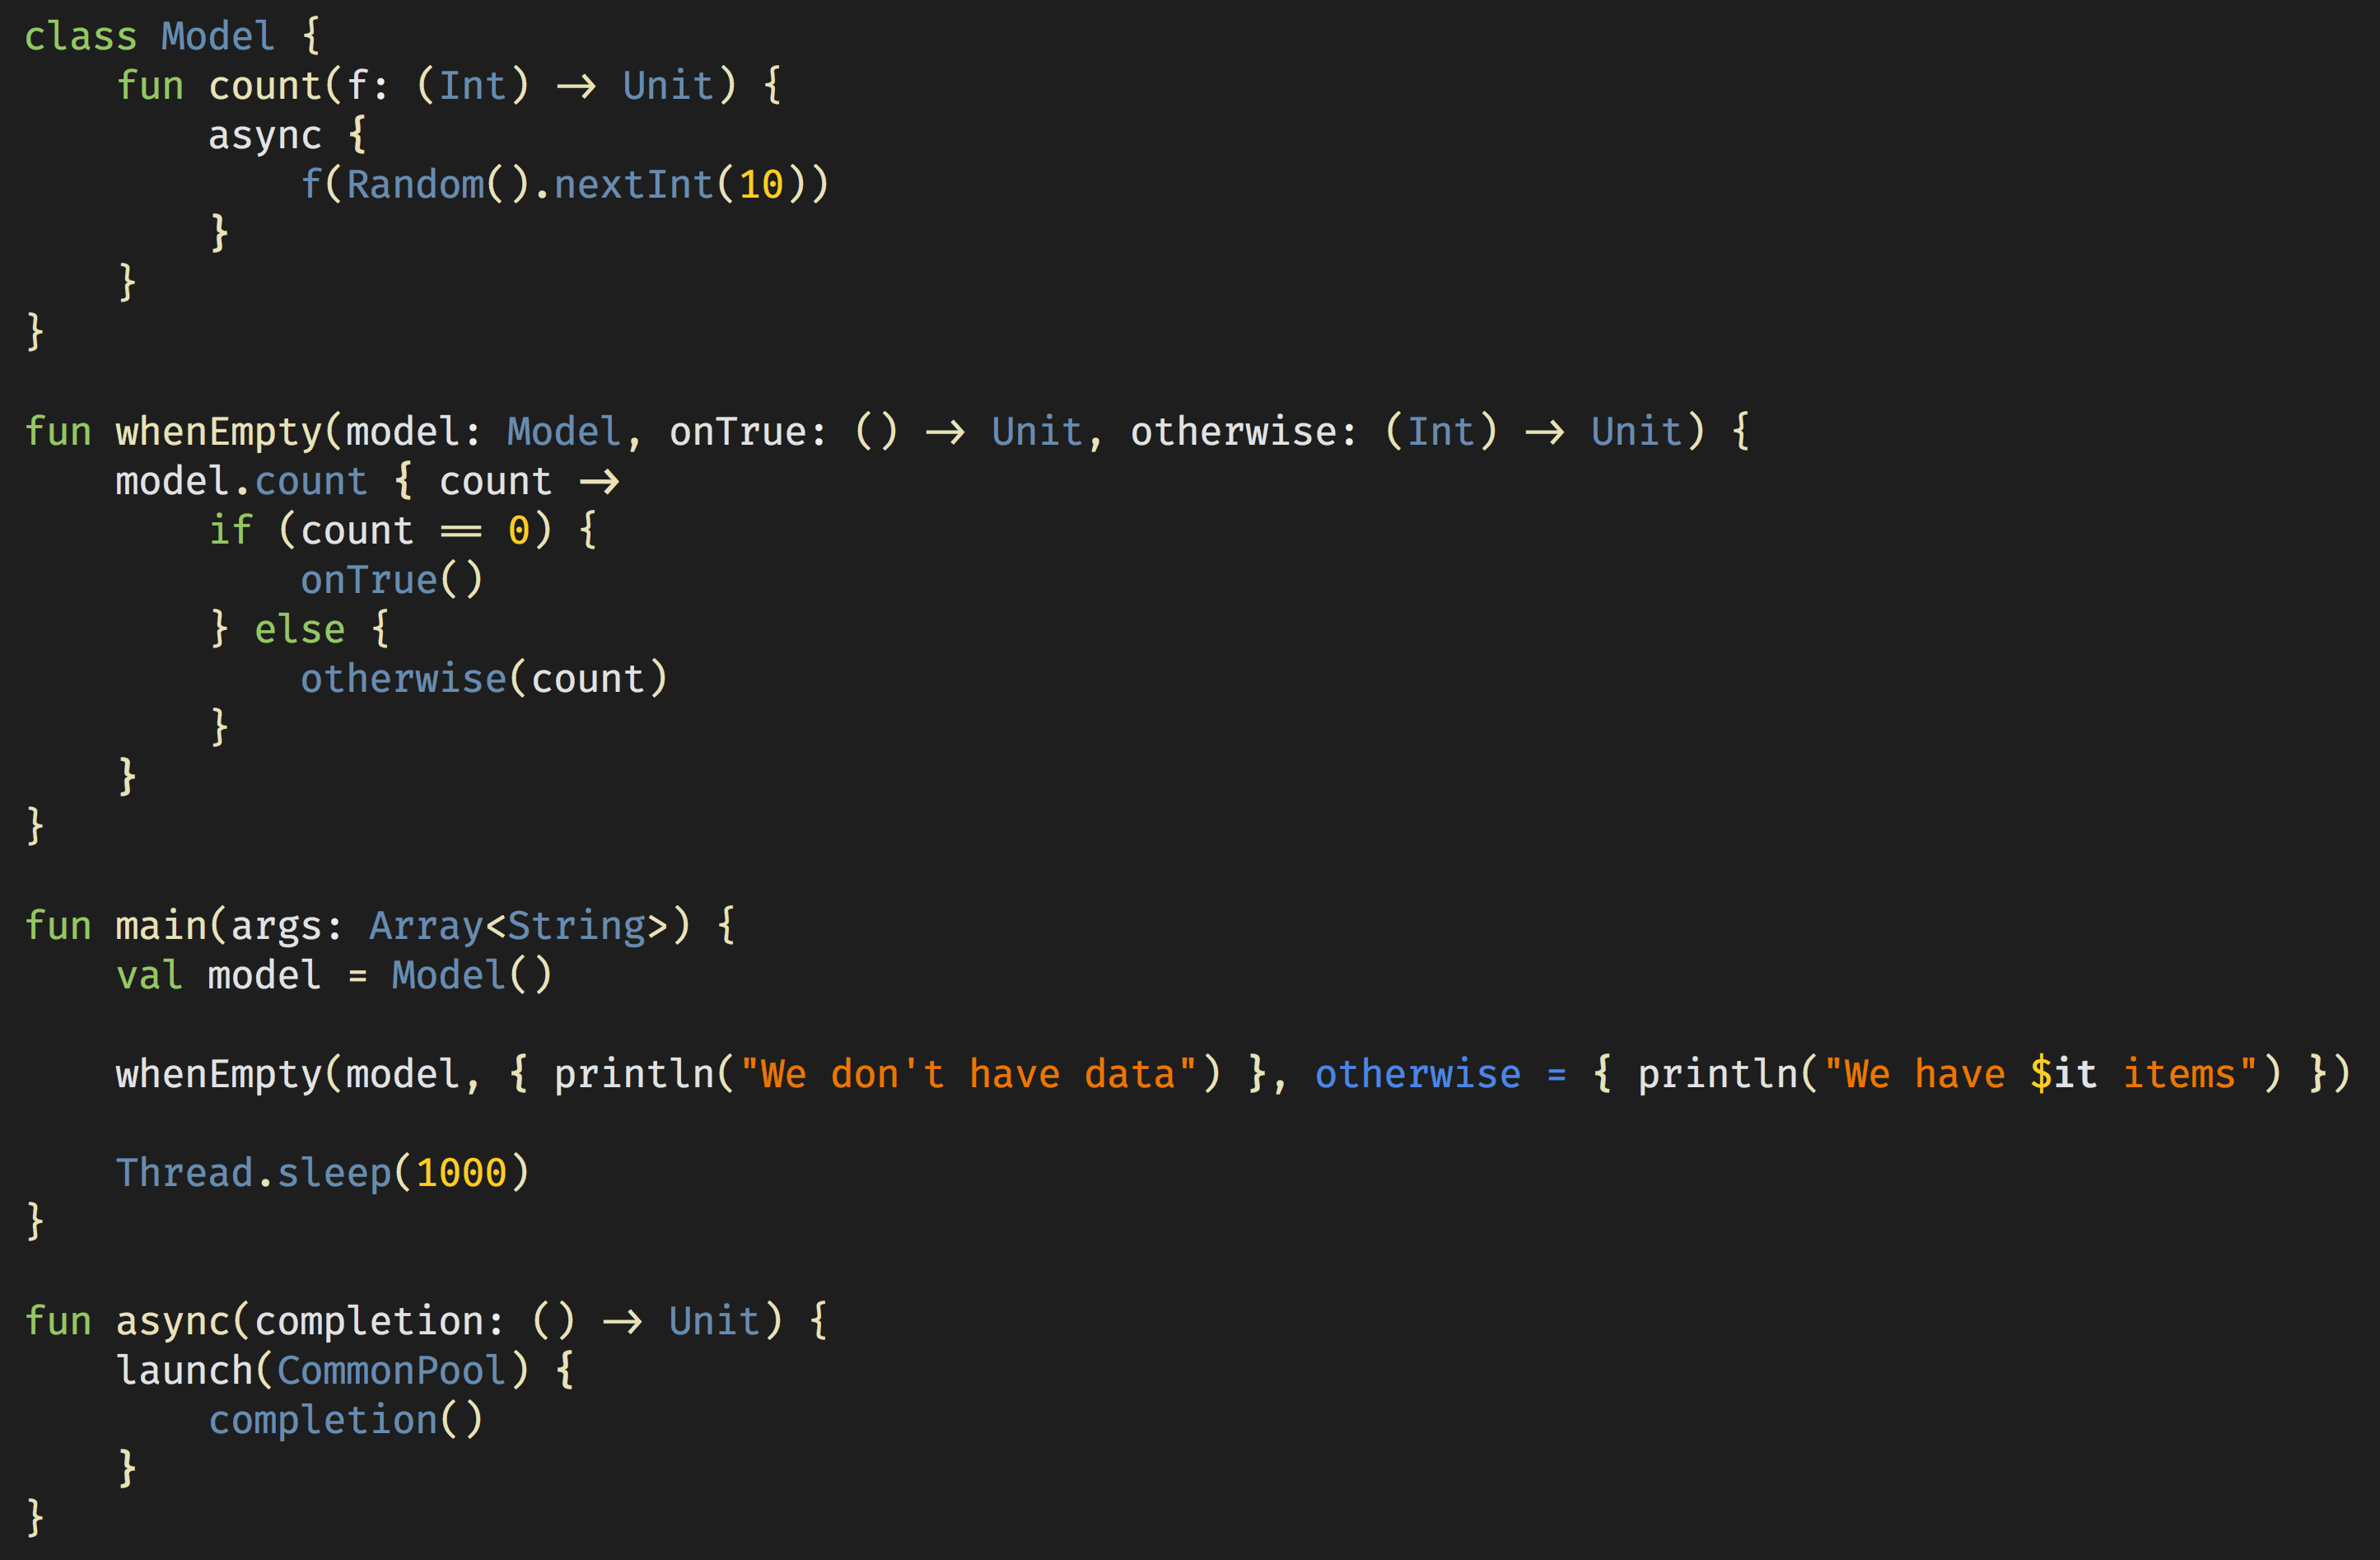 class Model {
    fun count(f: (Int) -> Unit) {
        async {
            f(Random().nextInt(10))
        }
    }
}

fun whenEmpty(model: Model, onTrue: () -> Unit, otherwise: (Int) -> Unit) {
    model.count { count ->
        if (count == 0) {
            onTrue()
        } else {
            otherwise(count)
        }
    }
}

fun main(args: Array<String>) {
    val model = Model()

    whenEmpty(model, { println("We don't have data") }, otherwise = { println("We have $it items") })

    Thread.sleep(1000)
}

fun async(completion: () -> Unit) {
    launch(CommonPool) {
        completion()
    }
}